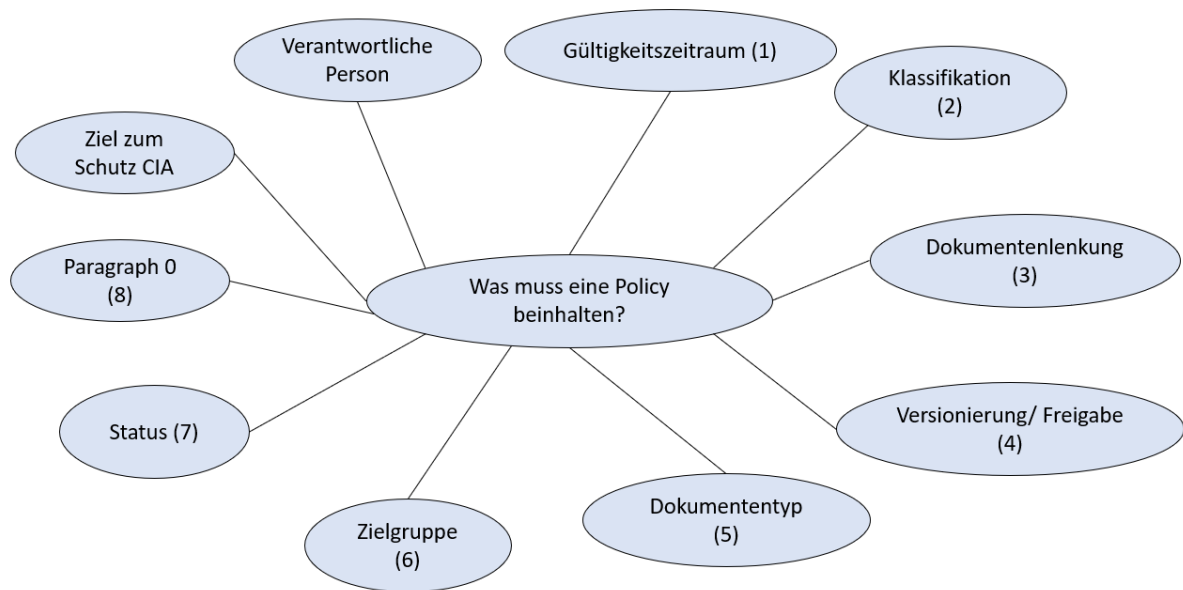 Verantwortliche
Person
Gültigkeitszeitraum (1)
Klassifikation
(2)
Ziel zum
Schutz CIA
Dokumentenlenkung
(3)
Paragraph 0
(8)
Was muss eine Policy
beinhalten?
Versionierung/ Freigabe
(4)
Status (7)
Dokumententyp
(5)
Zielgruppe
(6)